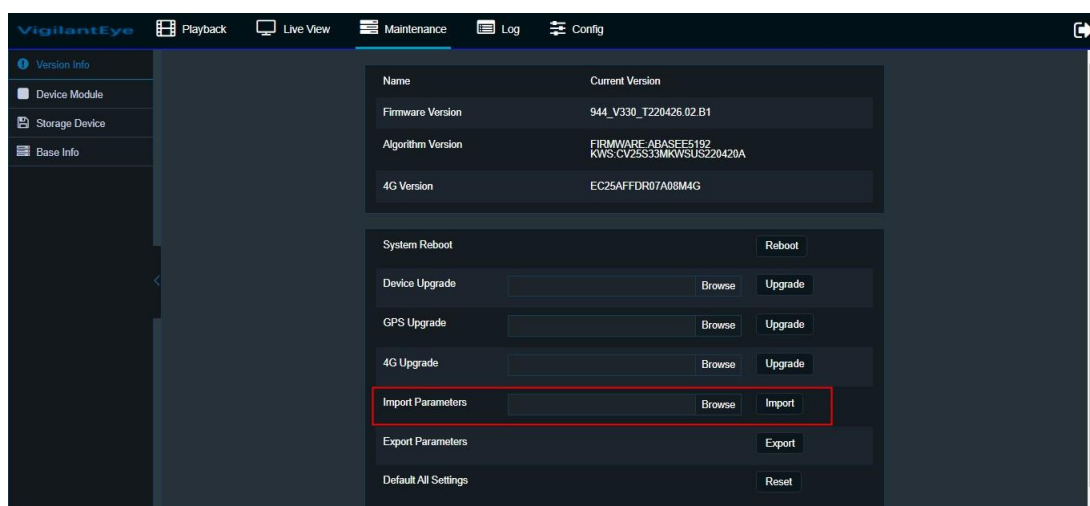 VigilantEye Playback Live View Maintenance Log Config
Version Info
Device Module
Storage Device
Base Info
Name Current Version
Firmware Version 944_V330_T220426.02.B1
Algorithm Version FIRMWARE:ABASEE5192
KWS:CV25S33MKWSUS220420A
4G Version EC25AFFDR07A08M4G
System Reboot Reboot
Device Upgrade Browse Upgrade
GPS Upgrade Browse Upgrade
4G Upgrade Browse Upgrade
Import Parameters Browse Import
Export Parameters Export
Default All Settings Reset